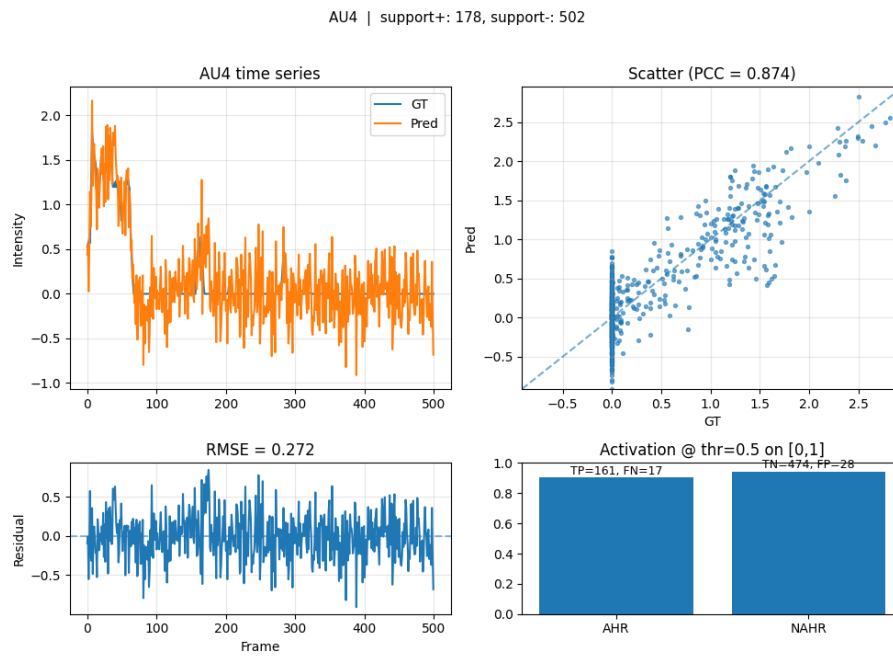 AU4 | support+: 178, support-: 502
AU4 time series
GT
Pred
Intensity
2.0
1.5
1.0
0.5
0.0
−0.5
−1.0
0
100
200
300
400
500
Scatter (PCC = 0.874)
Pred
2.5
2.0
1.5
1.0
0.5
0.0
−0.5
−0.5
0.0
0.5
1.0
1.5
2.0
2.5
GT
RMSE = 0.272
Residual
0.5
0.0
−0.5
0
100
200
300
400
500
Frame
Activation @ thr=0.5 on [0,1]
TP=161, FN=17
TN=474, FP=28
1.0
0.8
0.6
0.4
0.2
0.0
AHR
NAHR